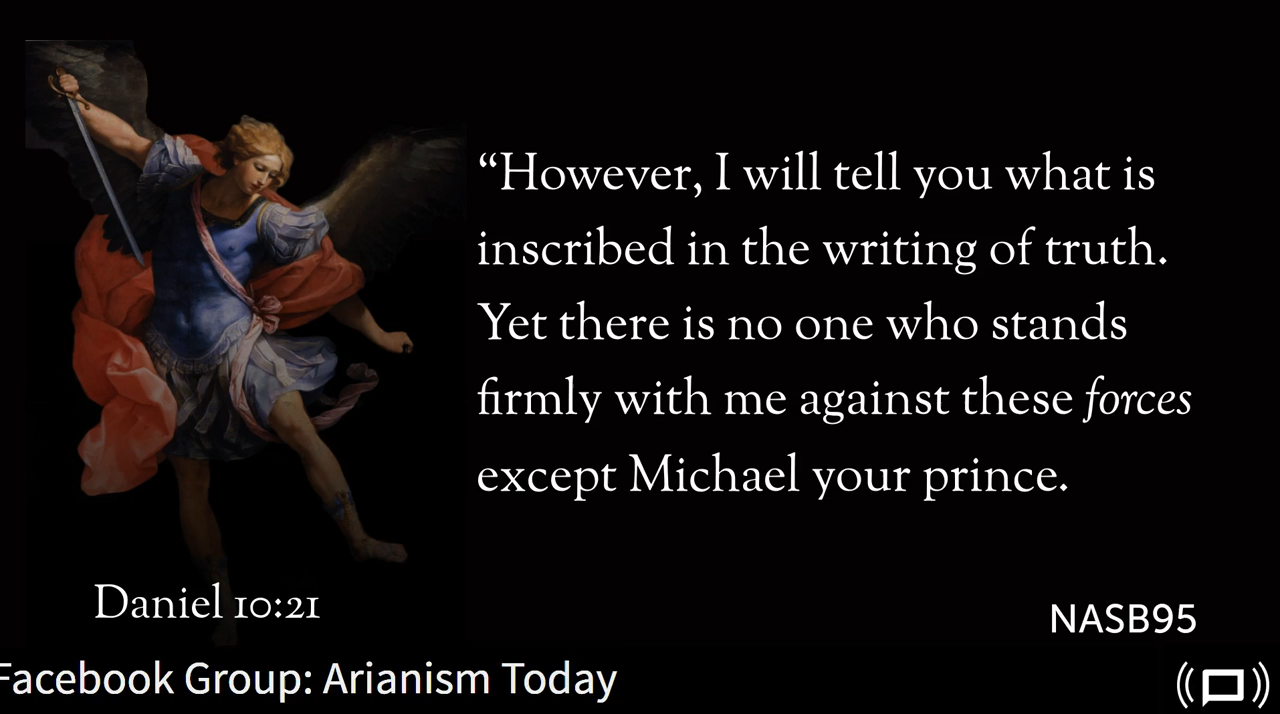 “However, I will tell you what is
inscribed in the writing of truth.
Yet there is no one who stands
firmly with me against these forces
except Michael your prince.
Daniel 10:21
NASB95
Facebook Group: Arianism Today